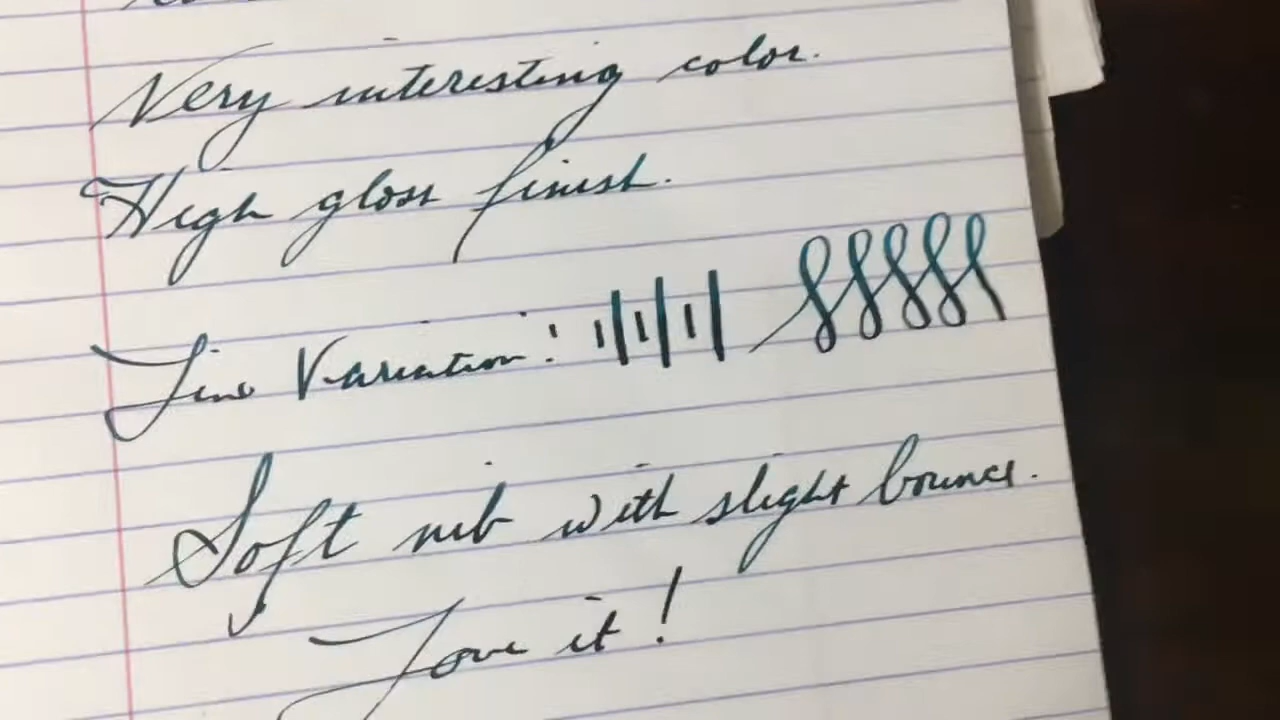 Very interesting color.
High gloss finish.
Line Variation:
Soft nib with slight bounce.
Love it!